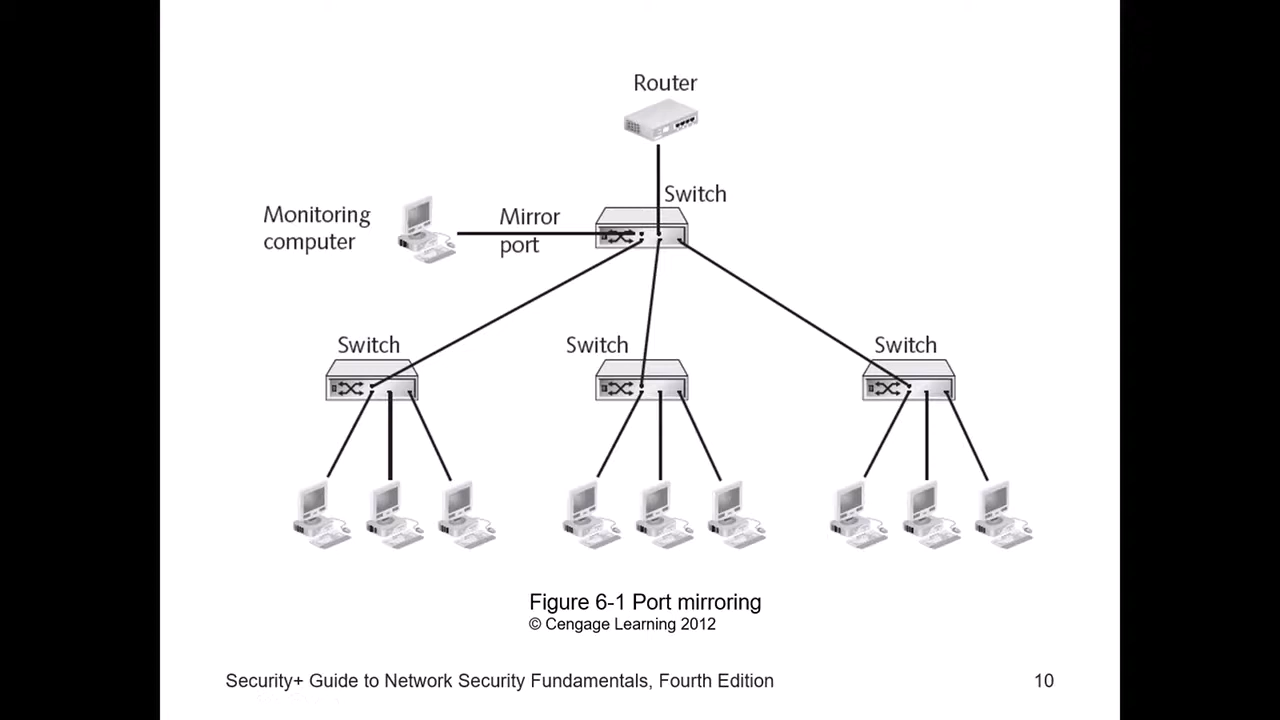 Router
Switch
Monitoring
computer
Mirror
port
Switch
Switch
Switch
Figure 6-1 Port mirroring
© Cengage Learning 2012
Security+ Guide to Network Security Fundamentals, Fourth Edition
10